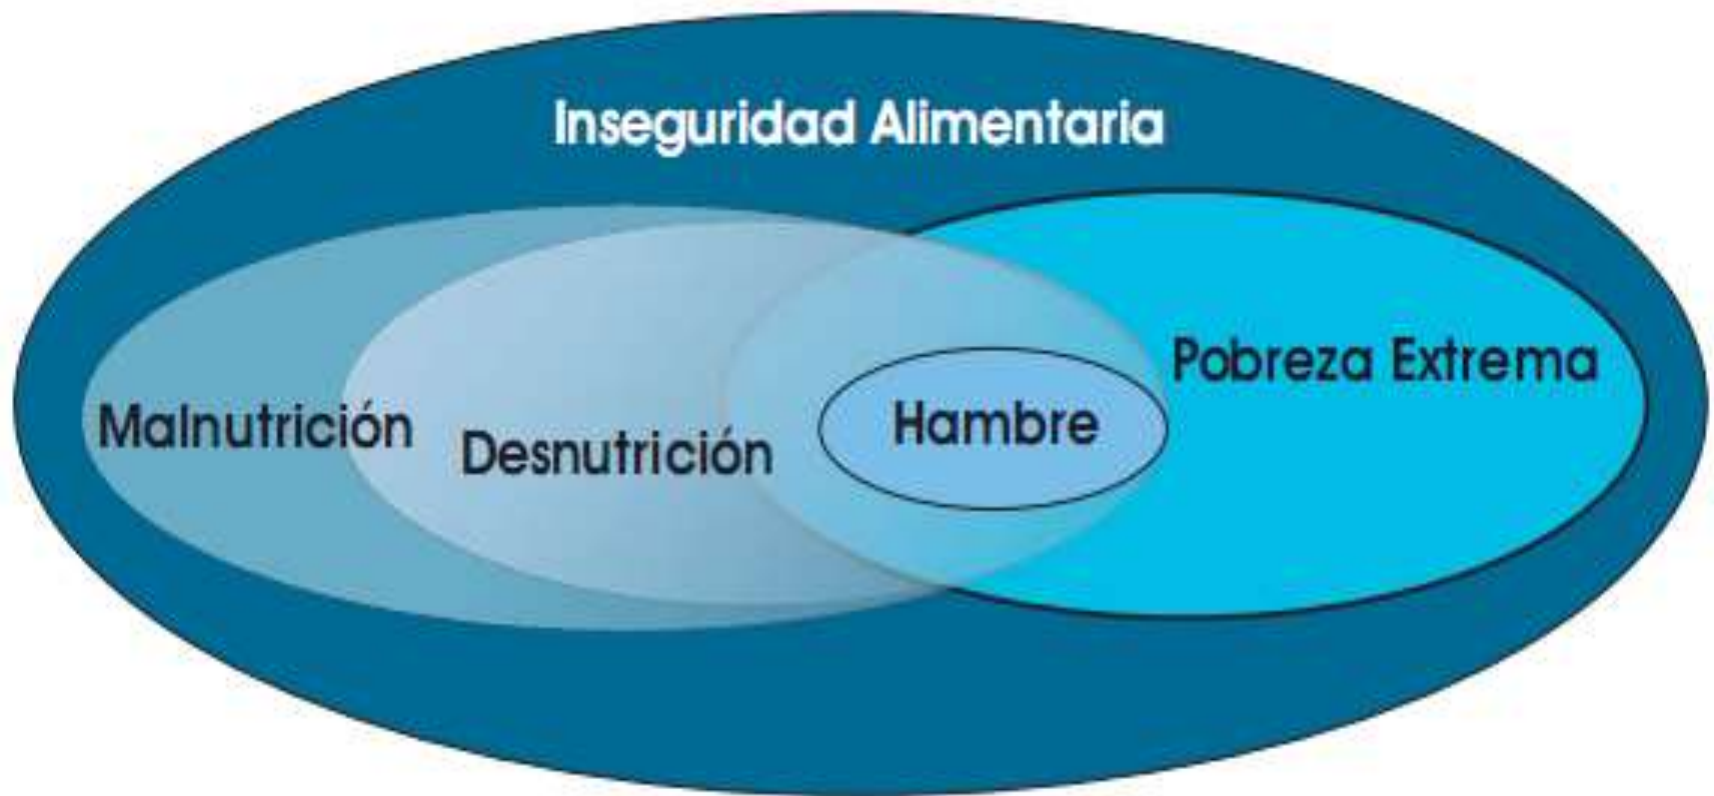 Inseguridad Alimentaria
Malnutrición
Desnutrición
Hambre
Pobreza Extrema